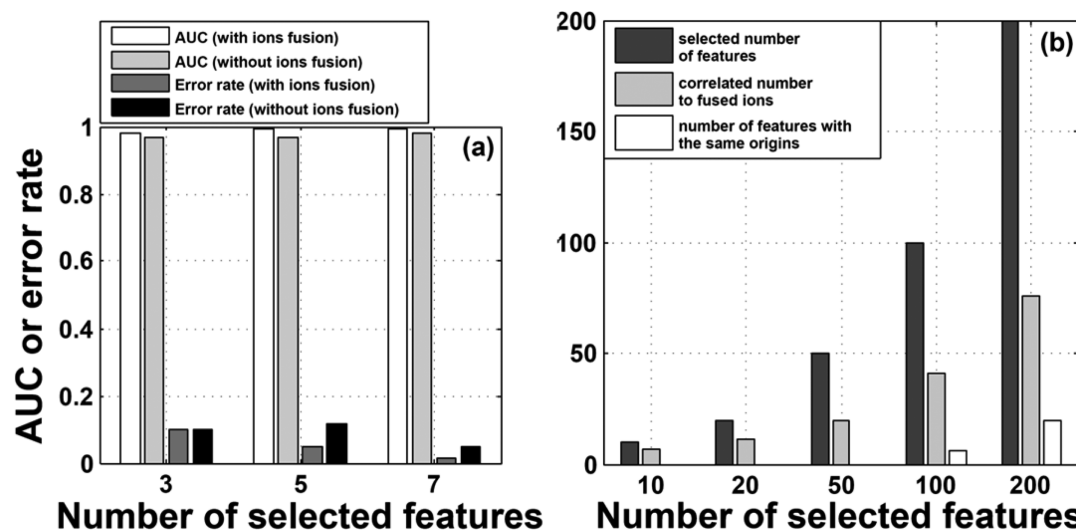 AUC (with ions fusion)
AUC (without ions fusion)
Error rate (with ions fusion)
Error rate (without ions fusion)
(a)
AUC or error rate
1
0.8
0.6
0.4
0.2
0
3 5 7
Number of selected features
(b)
selected number
of features
correlated number
to fused ions
number of features with
the same origins
200
150
100
50
0
10 20 50 100 200
Number of selected features